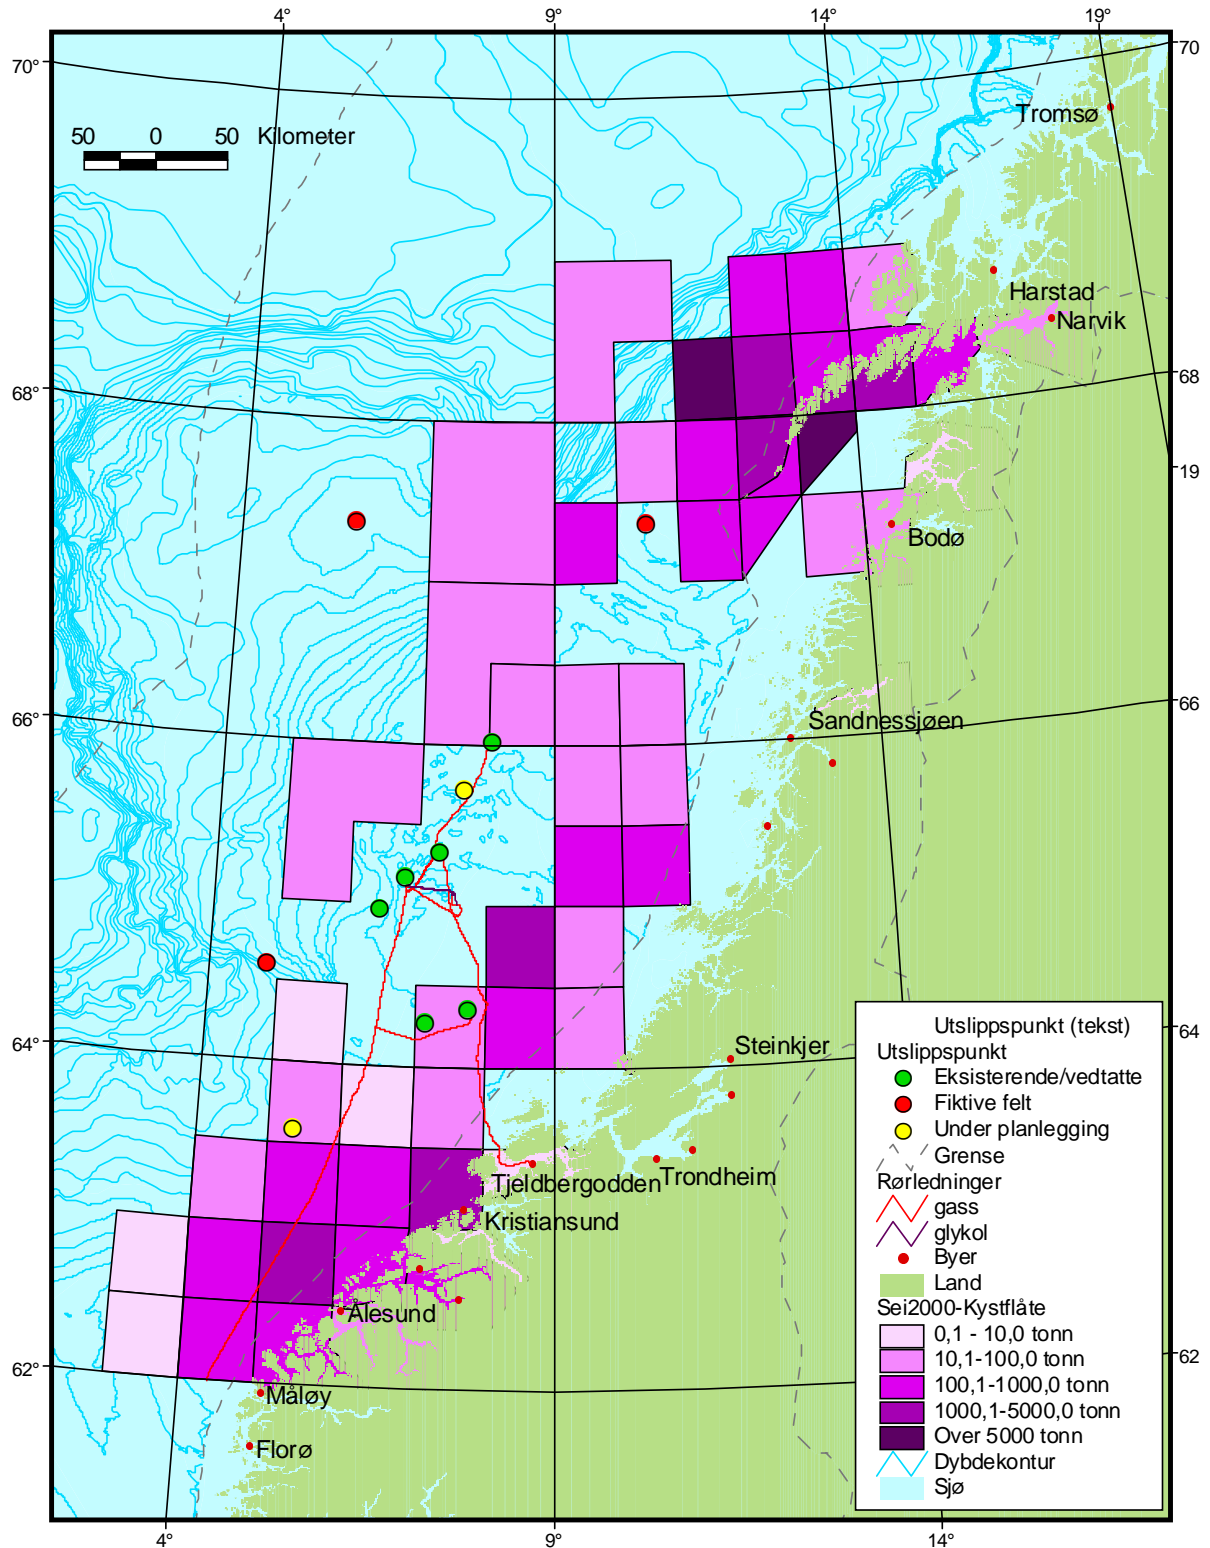 4°
9°
14°
19°
70°
70
50 0 50 Kilometer
Tromsø
Harstad
Narvik
68°
68
19
Bodø
66°
66
Sandnessjøen
64°
64
Steinkjer
Trondheim
Tjeldbergodden
Kristiansund
Ålesund
62°
62
Måløy
Florø
Utslippspunkt (tekst)
Utslippspunkt
Eksisterende/vedtatte
Fiktive felt
Under planlegging
Grense
Rørledninger
gass
glykol
Byer
Land
Sei2000-Kystflåte
0,1 - 10,0 tonn
10,1-100,0 tonn
100,1-1000,0 tonn
1000,1-5000,0 tonn
Over 5000 tonn
Dybdekontur
Sjø
4°
9°
14°